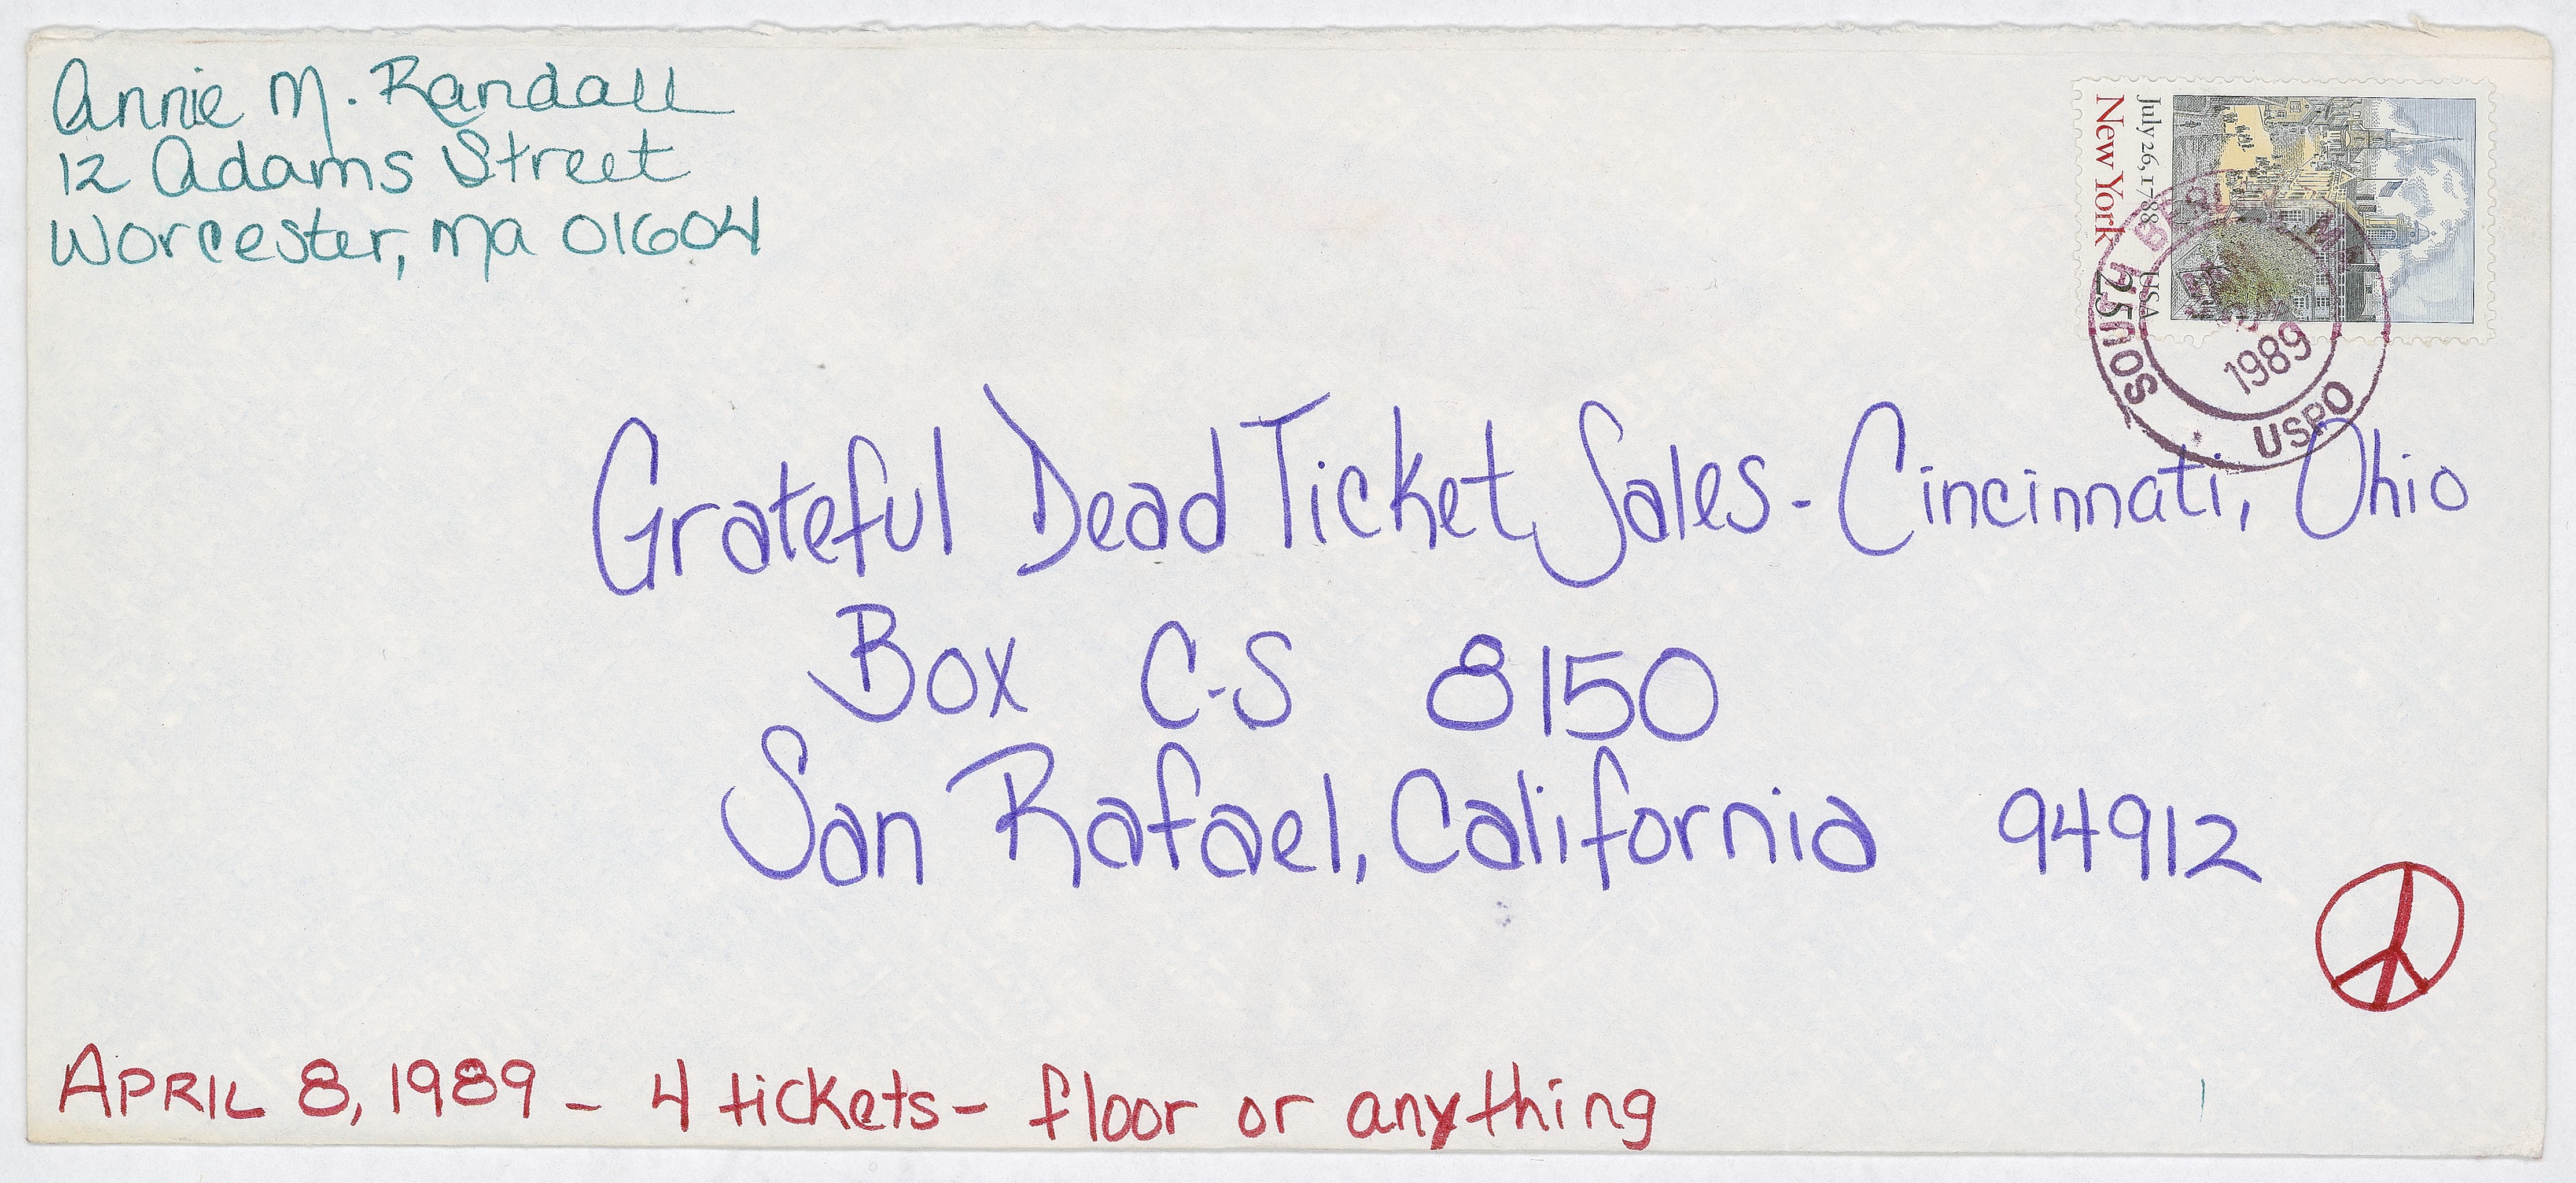 Annie M. Randall
12 Adams Street
Worcester, Ma 01604
July 26, 1788 USA
New York 25
SOUTH
1989
USPO
Grateful Dead Ticket Sales - Cincinnati, Ohio
Box C-S 8150
San Rafael, California 94912
APRIL 8, 1989 - 4 tickets - floor or anything